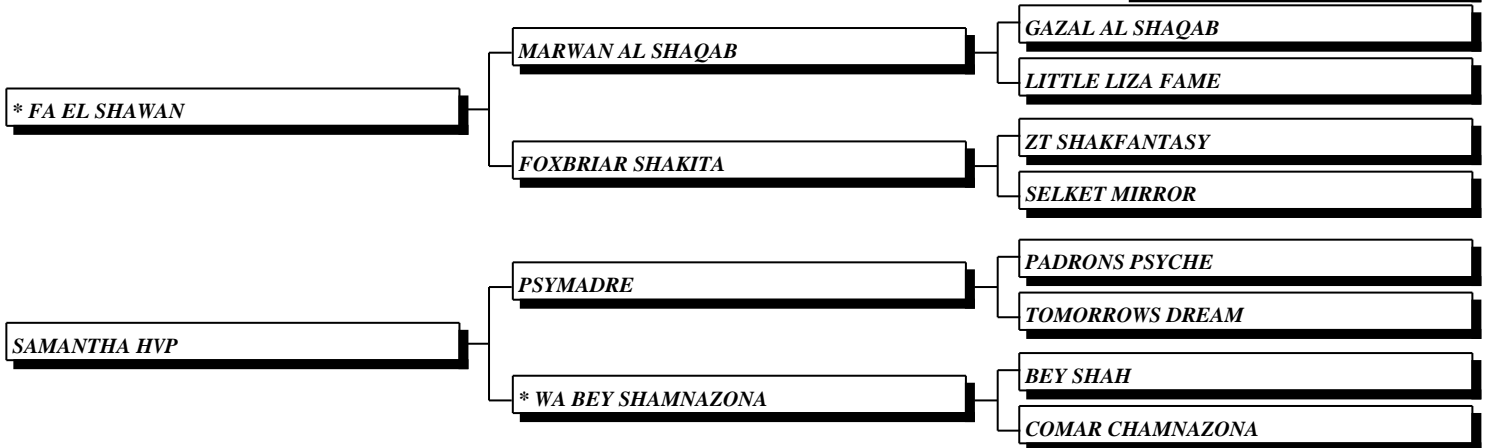 GAZAL AL SHAQAB
MARWAN AL SHAQAB
LITTLE LIZA FAME
* FA EL SHAWAN
ZT SHAKFANTASY
FOXBRIAR SHAKITA
SELKET MIRROR
PADRONS PSYCHE
PSYMADRE
TOMORROWS DREAM
SAMANTHA HVP
BEY SHAH
* WA BEY SHAMNAZONA
COMAR CHAMNAZONA